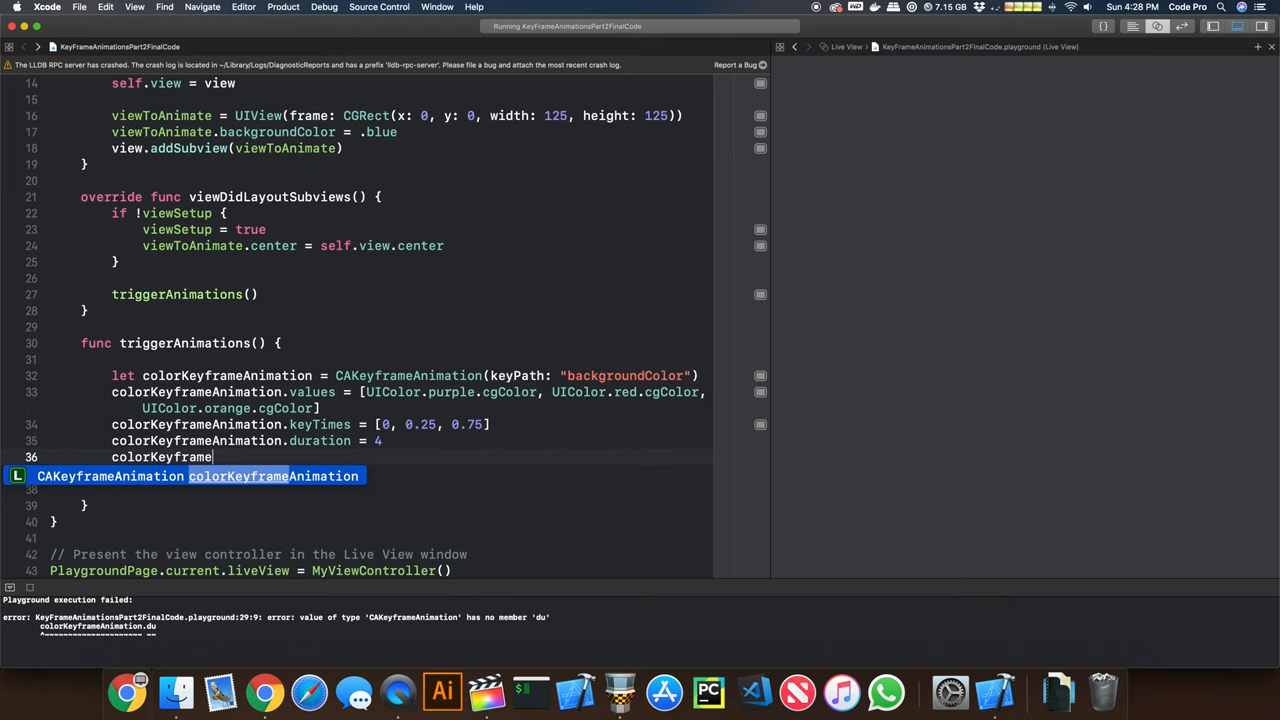 Xcode File Edit View Find Navigate Editor Product Debug Source Control Window Help 7.15 GB Sun 4:28 PM Code Pro
Running KeyFrameAnimationsPart2FinalCode
KeyFrameAnimationsPart2FinalCode
Live View KeyFrameAnimationsPart2FinalCode.playground (Live View)
The LLDB RPC server has crashed. The crash log is located in ~/Library/Logs/DiagnosticReports and has a prefix 'lldb-rpc-server'. Please file a bug and attach the most recent crash log. Report a Bug
14 self.view = view
15
16 viewToAnimate = UIView(frame: CGRect(x: 0, y: 0, width: 125, height: 125))
17 viewToAnimate.backgroundColor = .blue
18 view.addSubview(viewToAnimate)
19 }
20
21 override func viewDidLayoutSubviews() {
22 if !viewSetup {
23 viewSetup = true
24 viewToAnimate.center = self.view.center
25 }
26
27 triggerAnimations()
28 }
29
30 func triggerAnimations() {
31
32 let colorKeyframeAnimation = CAKeyframeAnimation(keyPath: "backgroundColor")
33 colorKeyframeAnimation.values = [UIColor.purple.cgColor, UIColor.red.cgColor,
UIColor.orange.cgColor]
34 colorKeyframeAnimation.keyTimes = [0, 0.25, 0.75]
35 colorKeyframeAnimation.duration = 4
36 colorKeyframe
L CAKeyframeAnimation colorKeyframeAnimation
38
39 }
40 }
41
42 // Present the view controller in the Live View window
43 PlaygroundPage.current.liveView = MyViewController()
Playground execution failed:
error: KeyFrameAnimationsPart2FinalCode.playground:29:9: error: value of type 'CAKeyframeAnimation' has no member 'du'
colorKeyframeAnimation.du
^~~~~~~~~~~~~~~~~~~~~~ ~~
Ai $ PC